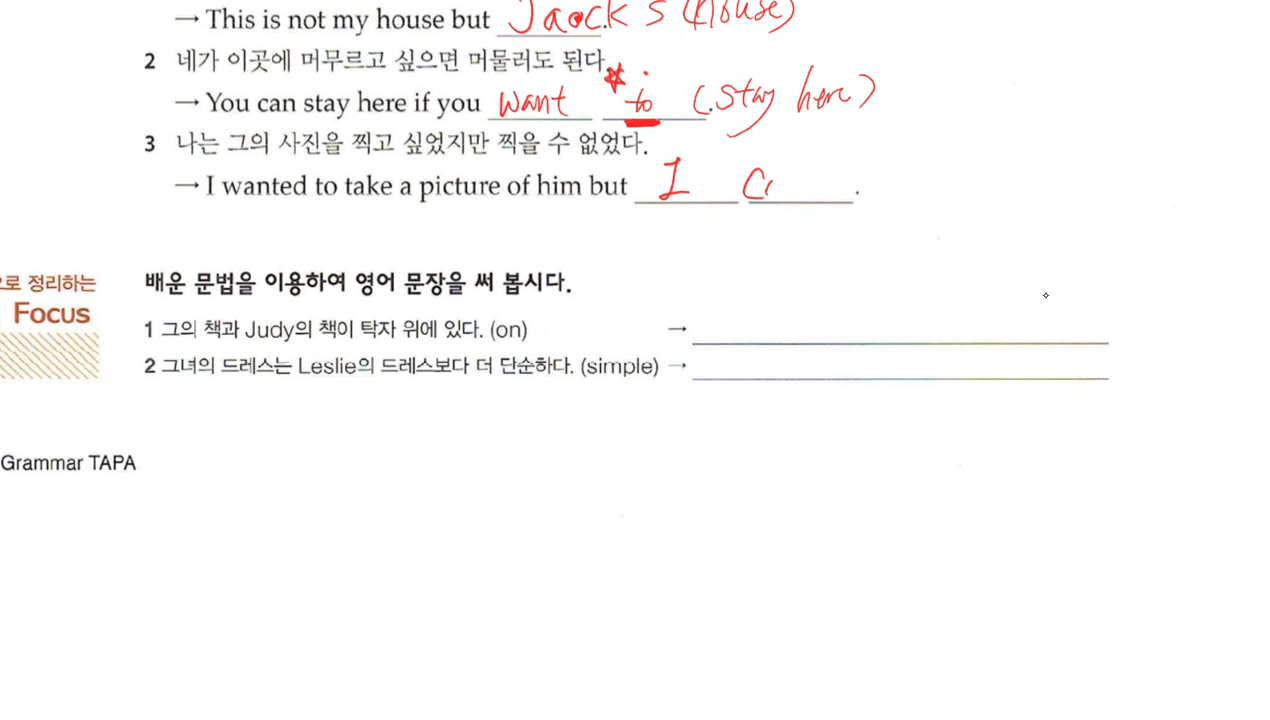 → This is not my house but Jack's (house).
2 네가 이곳에 머무르고 싶으면 머물러도 된다.
→ You can stay here if you want to (stay here).
3 나는 그의 사진을 찍고 싶었지만 찍을 수 없었다.
→ I wanted to take a picture of him but I co .
로 정리하는
Focus
배운 문법을 이용하여 영어 문장을 써 봅시다.
1 그의 책과 Judy의 책이 탁자 위에 있다. (on) →
2 그녀의 드레스는 Leslie의 드레스보다 더 단순하다. (simple) →
Grammar TAPA